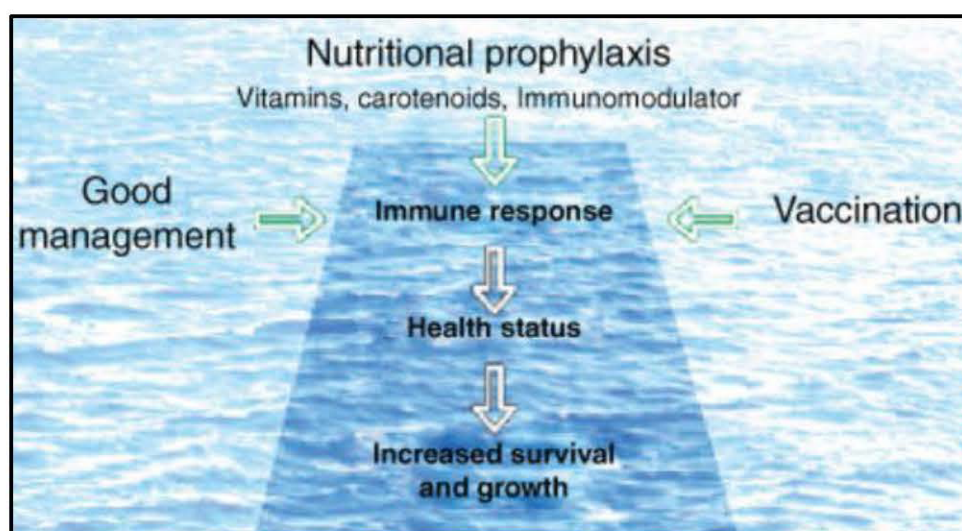 Nutritional prophylaxis
Vitamins, carotenoids, Immunomodulator
Good
management
Immune response
Vaccination
Health status
Increased survival
and growth